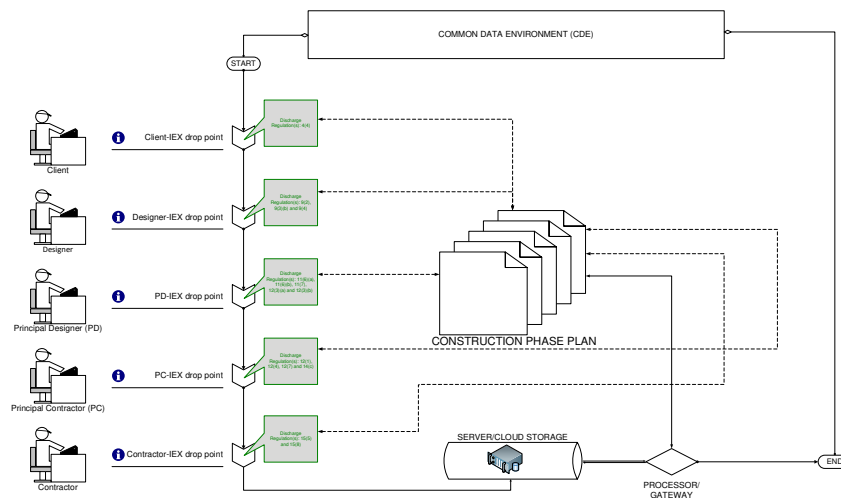 COMMON DATA ENVIRONMENT (CDE)
START
Discharge
Regulation(s): 4(4)
Client-IEX drop point
Client
Discharge
Regulation(s): 9(2),
9(3)(b) and 9(4)
Designer-IEX drop point
Designer
Discharge
Regulation(s): 11(6)(a),
11(6)(b), 11(7),
12(3)(a) and 12(3)(b)
PD-IEX drop point
Principal Designer (PD)
CONSTRUCTION PHASE PLAN
Discharge
Regulation(s): 12(1),
12(4), 12(7) and 14(c)
PC-IEX drop point
Principal Contractor (PC)
Discharge
Regulation(s): 15(5)
and 15(8)
Contractor-IEX drop point
Contractor
SERVER/CLOUD STORAGE
END
PROCESSOR/
GATEWAY